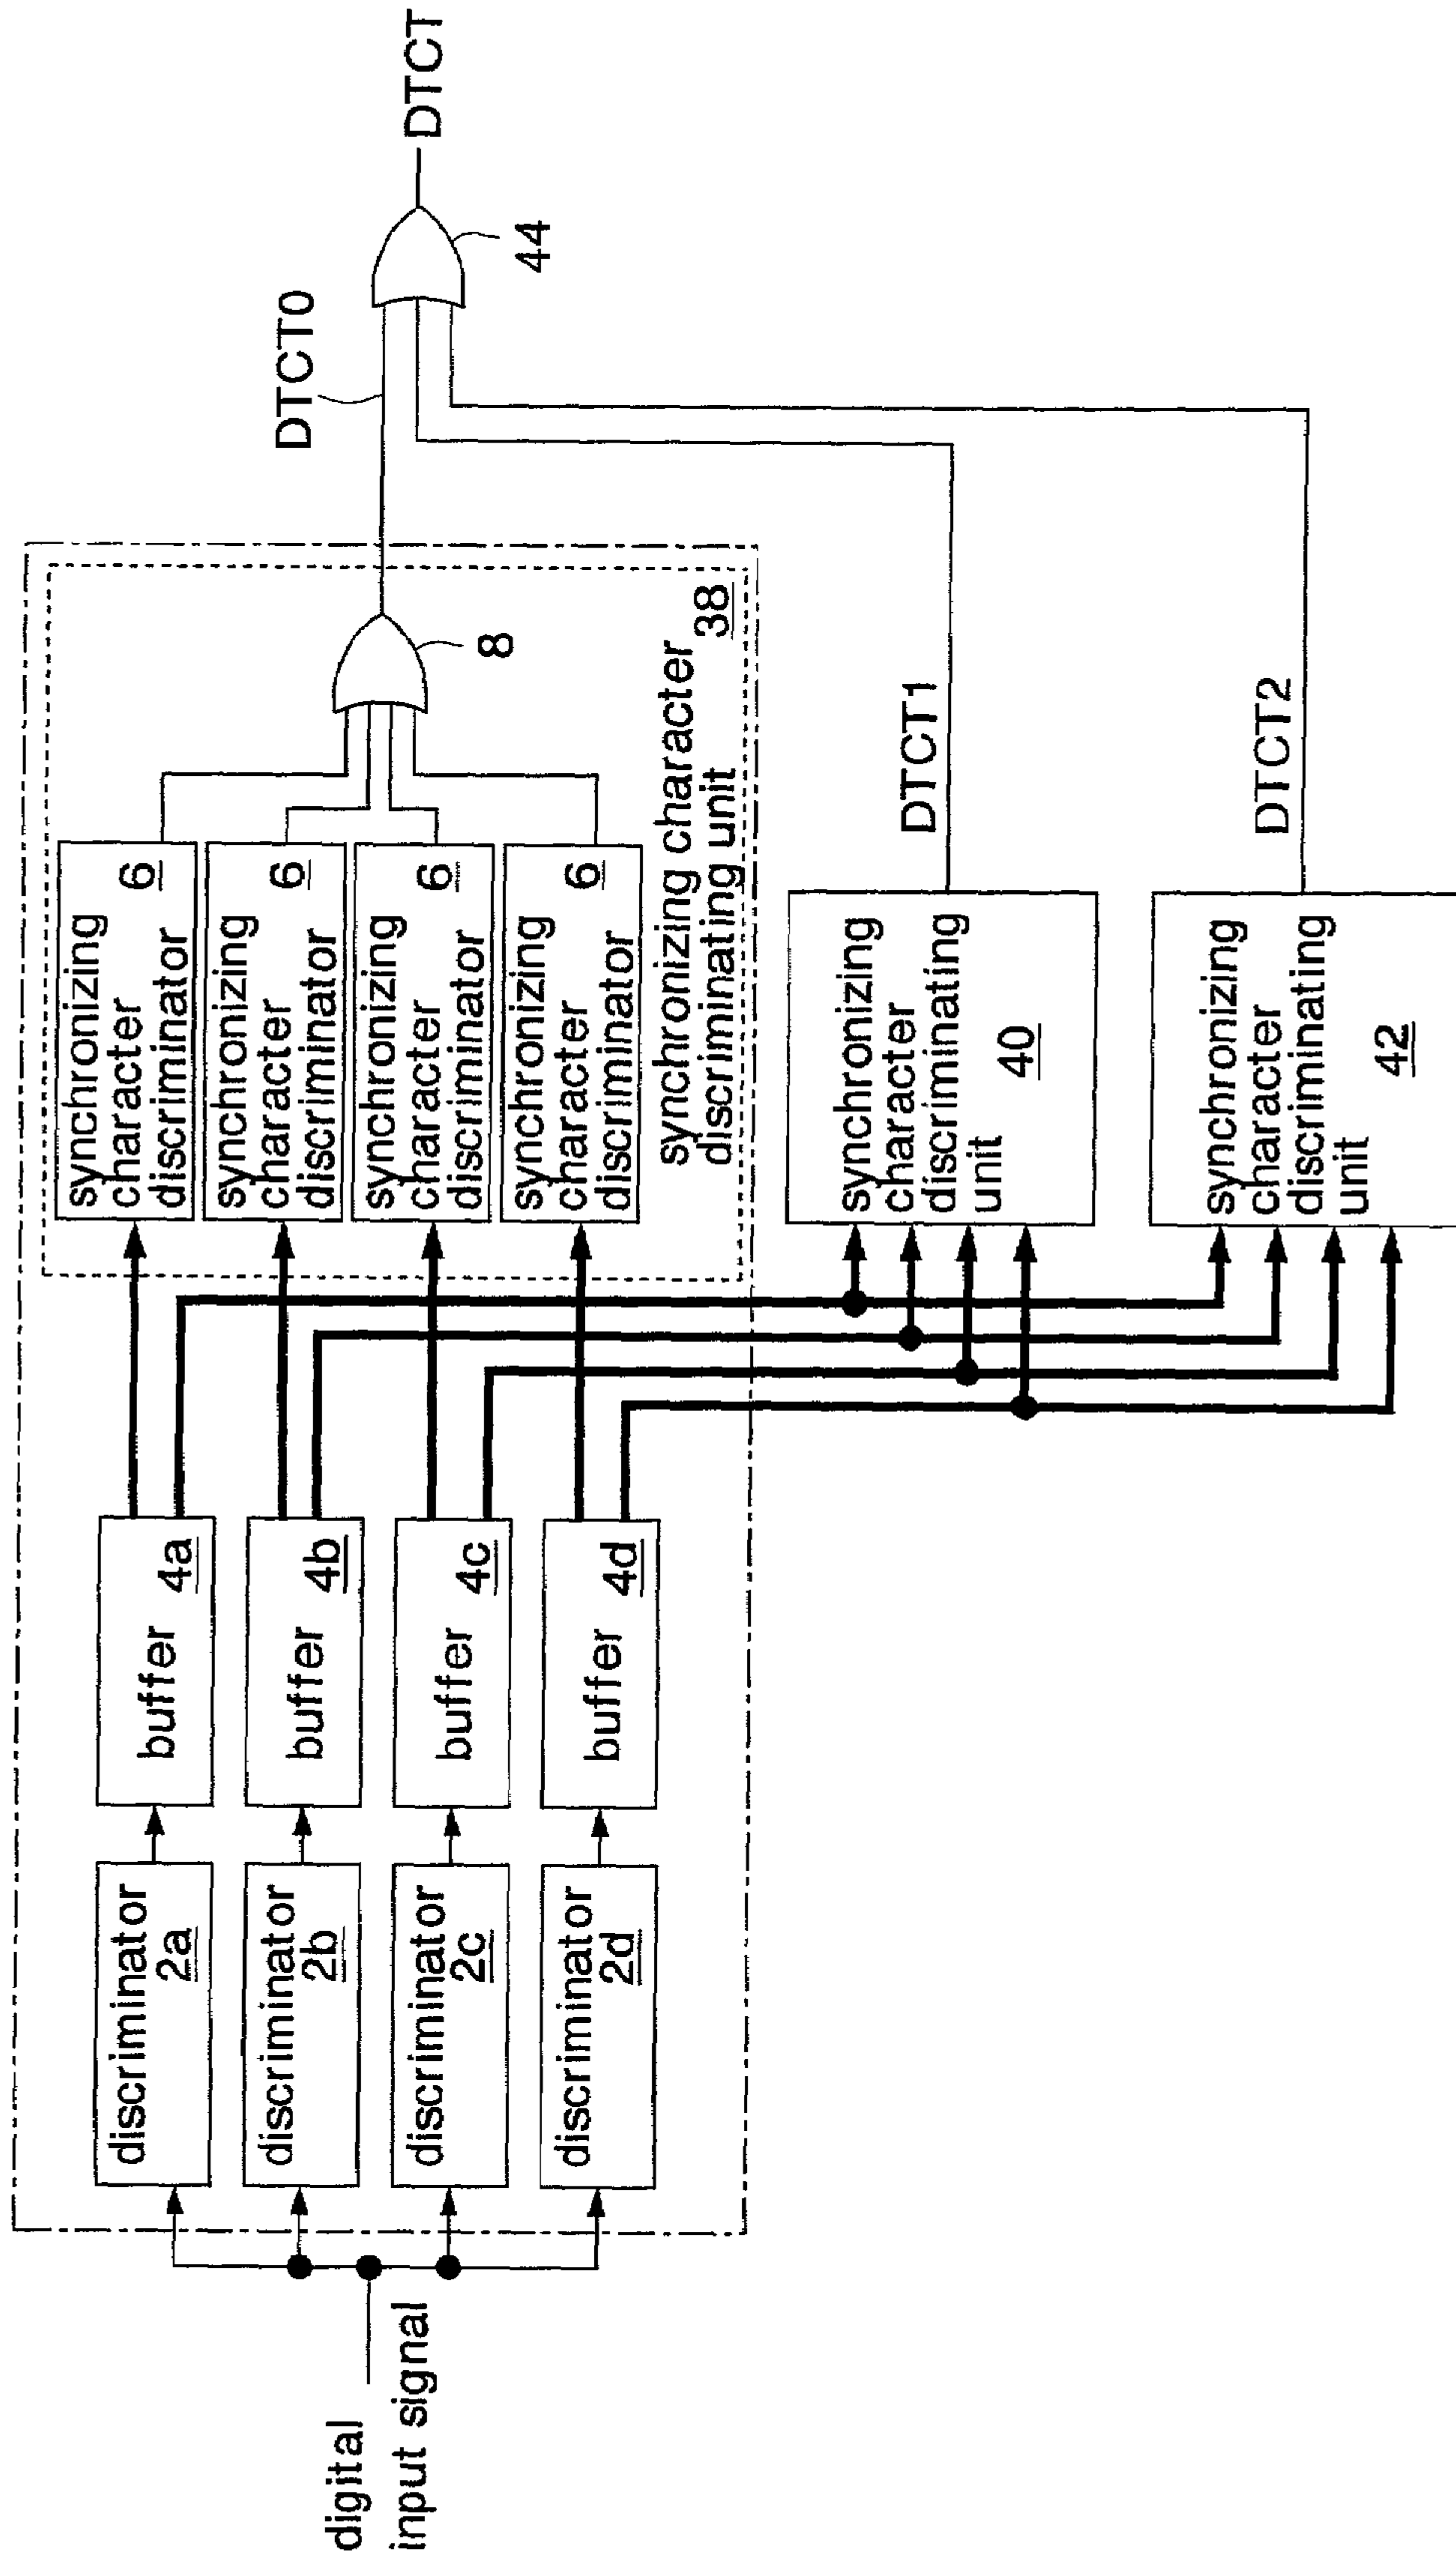 digital
input signal
discriminator
2a
discriminator
2b
discriminator
2c
discriminator
2d
buffer
4a
buffer
4b
buffer
4c
buffer
4d
synchronizing
character
discriminator
6
synchronizing
character
discriminator
6
synchronizing
character
discriminator
6
synchronizing
character
discriminator
6
8
synchronizing character
discriminating unit
38
synchronizing
character
discriminating
unit
40
synchronizing
character
discriminating
unit
42
DTCT0
DTCT1
DTCT2
44
DTCT